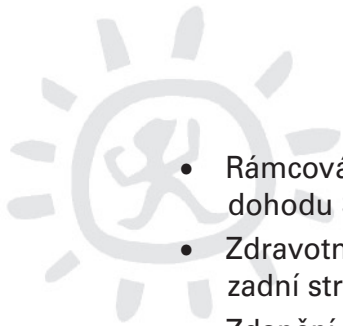 • Rámcová
dohodu
• Zdravotn
zadní str